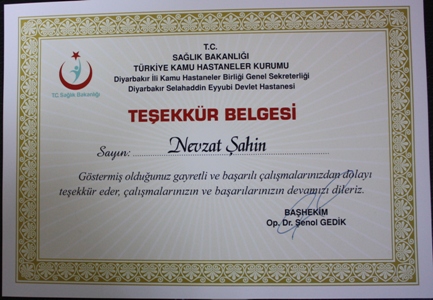 T.C.
SAĞLIK BAKANLIĞI
TÜRKİYE KAMU HASTANELER KURUMU
Diyarbakır İli Kamu Hastaneler Birliği Genel Sekreterliği
Diyarbakır Selahaddin Eyyubi Devlet Hastanesi
T.C. Sağlık Bakanlığı
TEŞEKKÜR BELGESİ
Sayın: Nevzat Şahin
Göstermiş olduğunuz gayretli ve başarılı çalışmalarınızdan dolayı
teşekkür eder, çalışmalarınızın ve başarılarınızın devamını dileriz.
BAŞHEKİM
Op. Dr. Şenol GEDİK